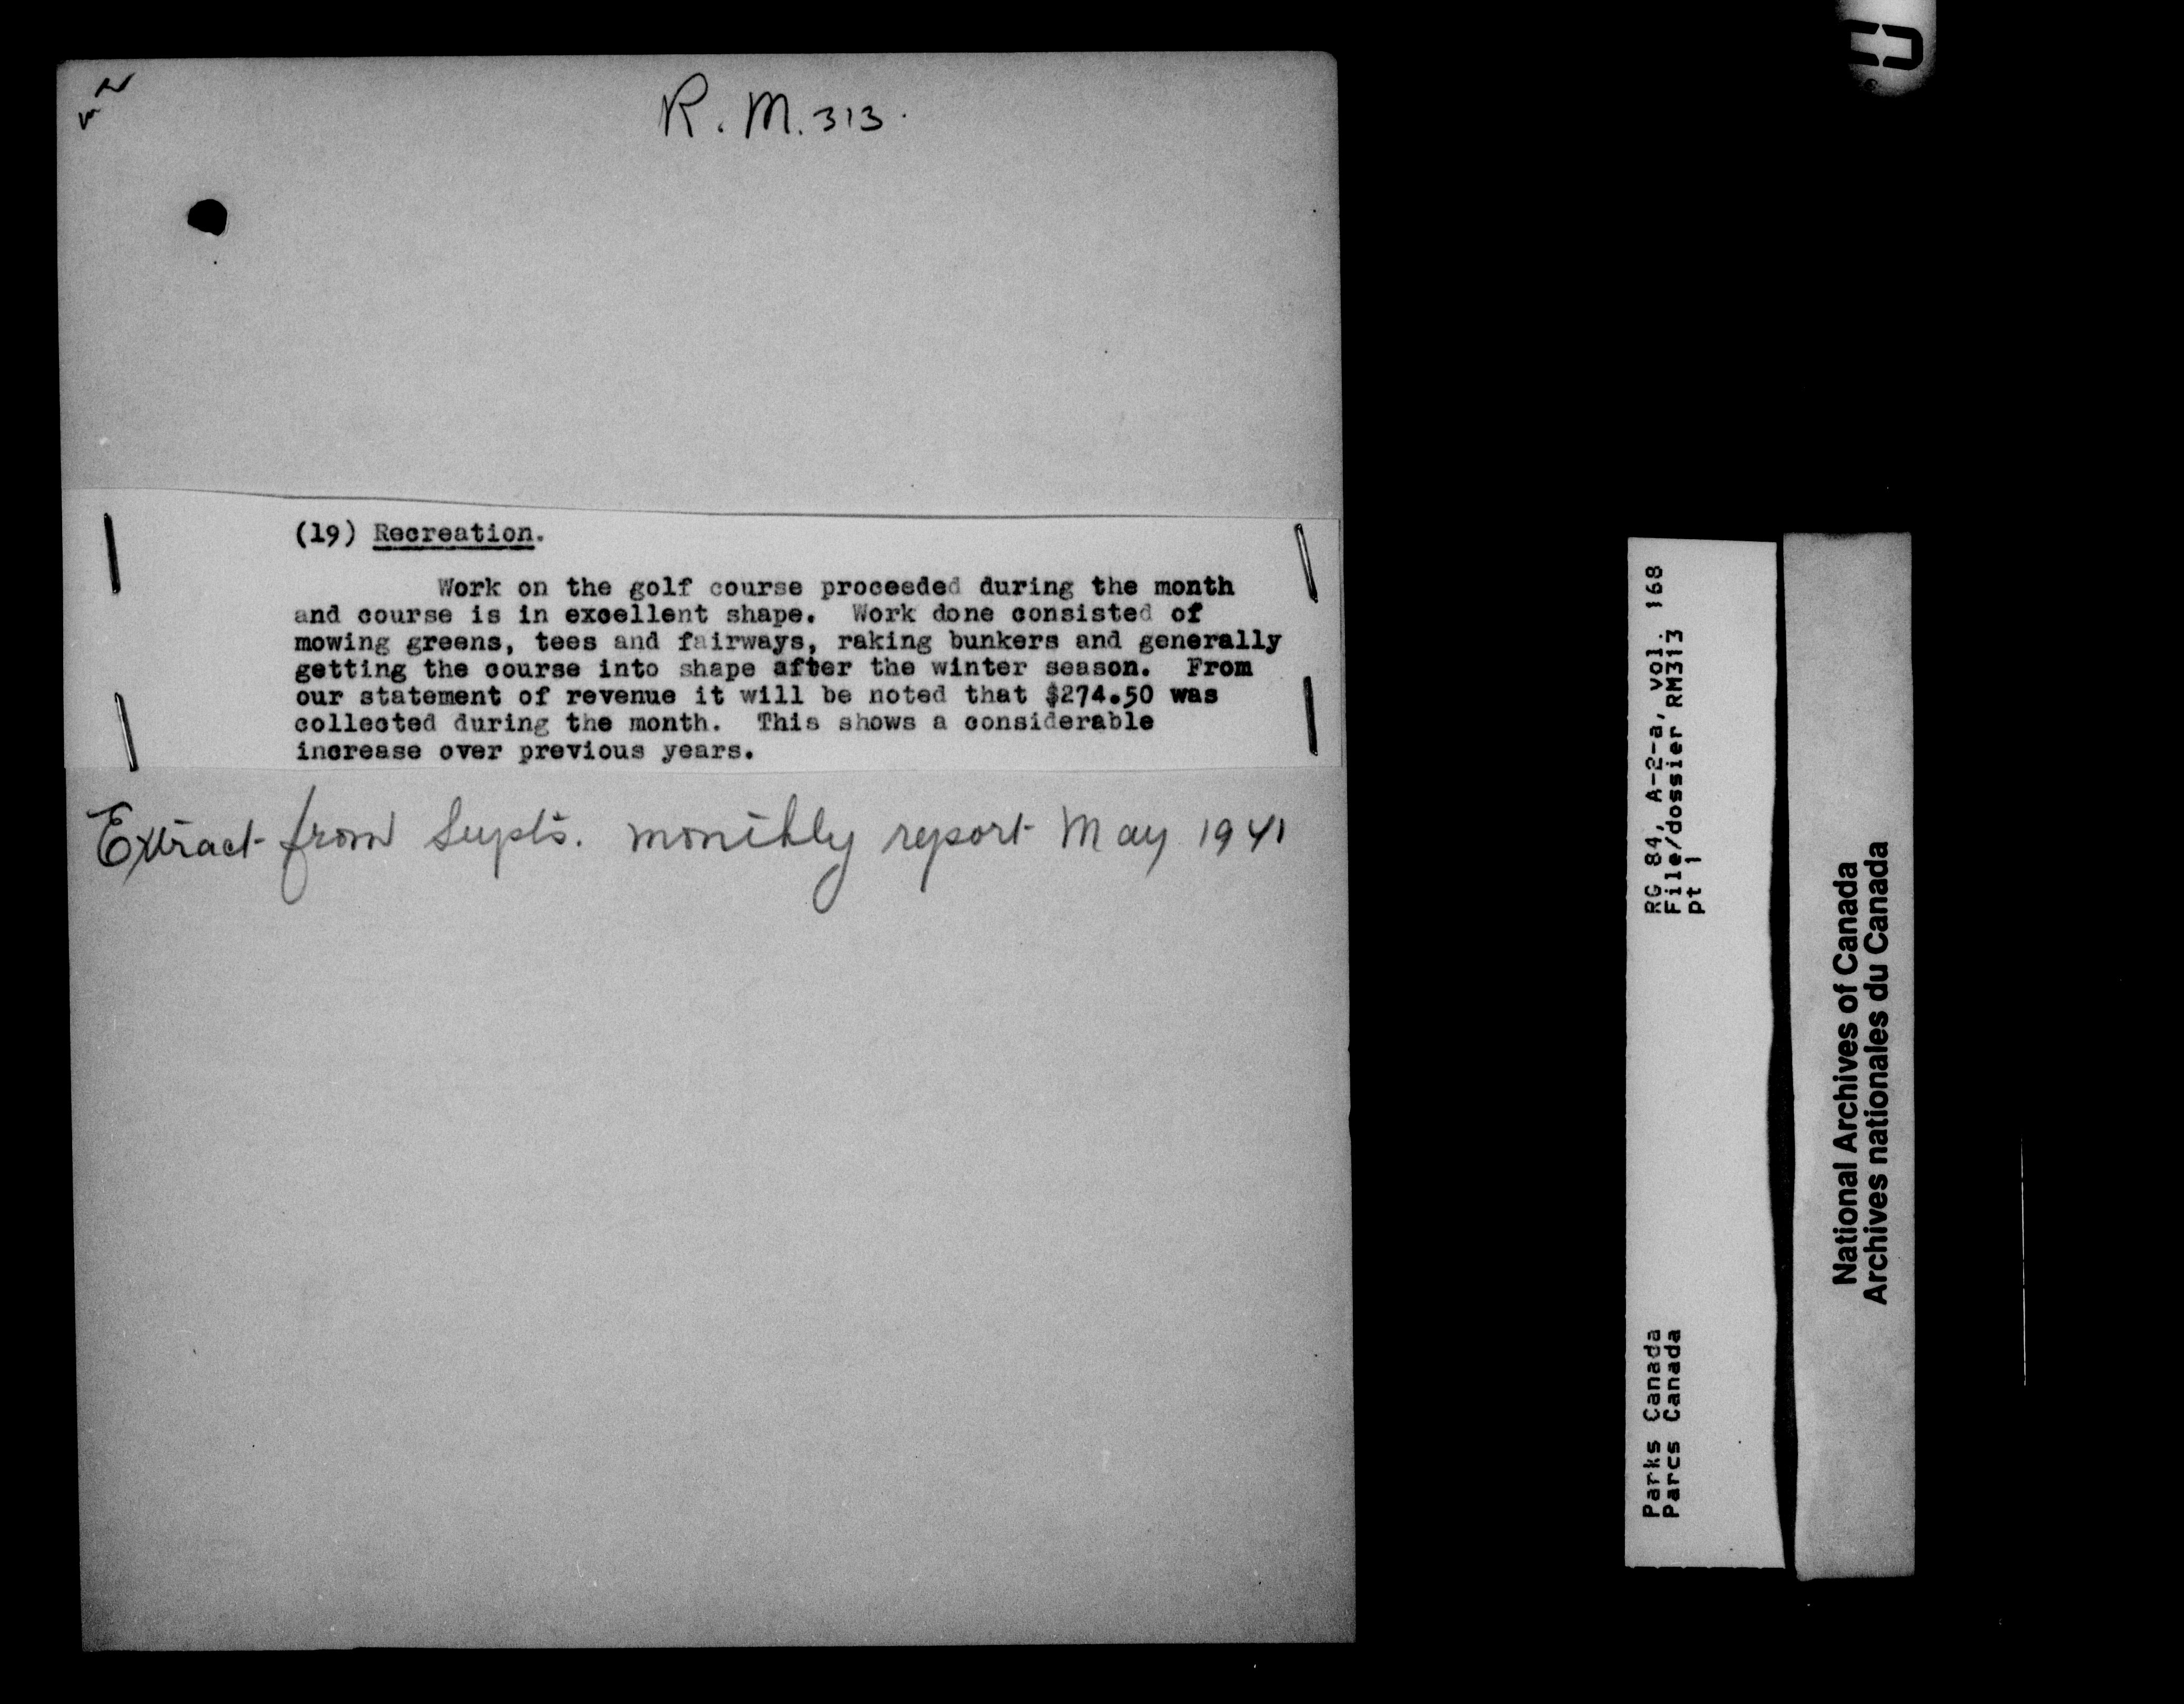 R. M. 313.
(19) Recreation.
Work on the golf course proceeded during the month
and course is in excellent shape. Work done consisted of
mowing greens, tees and fairways, raking bunkers and generally
getting the course into shape after the winter season. From
our statement of revenue it will be noted that $274.50 was
collected during the month. This shows a considerable
increase over previous years.
Extract from Supts. monthly report May 1941
RG 84, A-2-a, vol. 168
File/dossier RM313
pt 1
Parks Canada
Parcs Canada
National Archives of Canada
Archives nationales du Canada